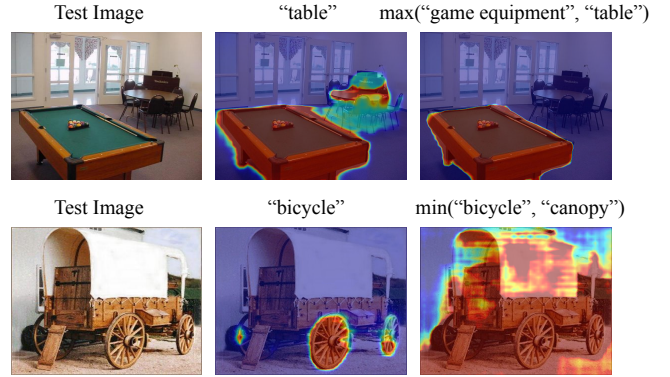 Test Image “table” max(“game equipment”, “table”)
Test Image “bicycle” min(“bicycle”, “canopy”)